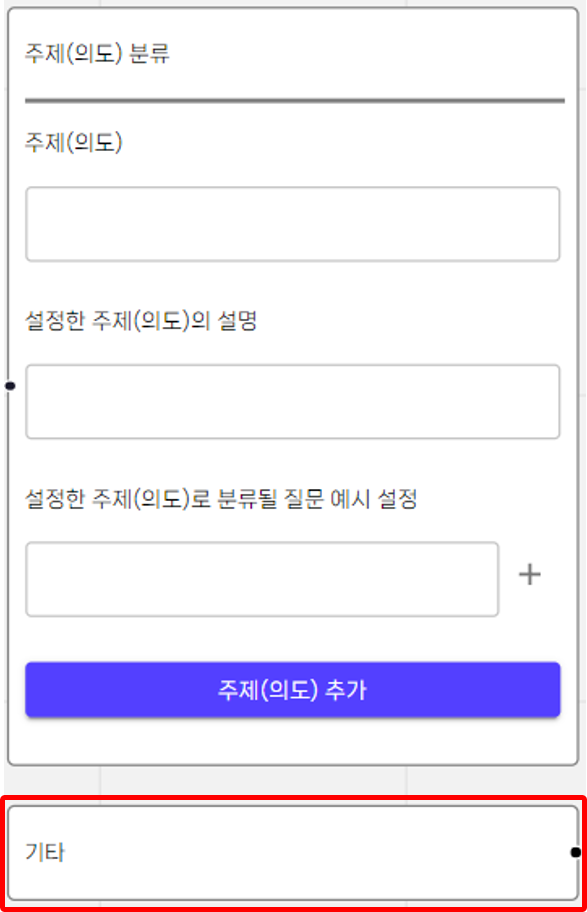 주제(의도) 분류
주제(의도)
설정한 주제(의도)의 설명
설정한 주제(의도)로 분류될 질문 예시 설정
+
주제(의도) 추가
기타